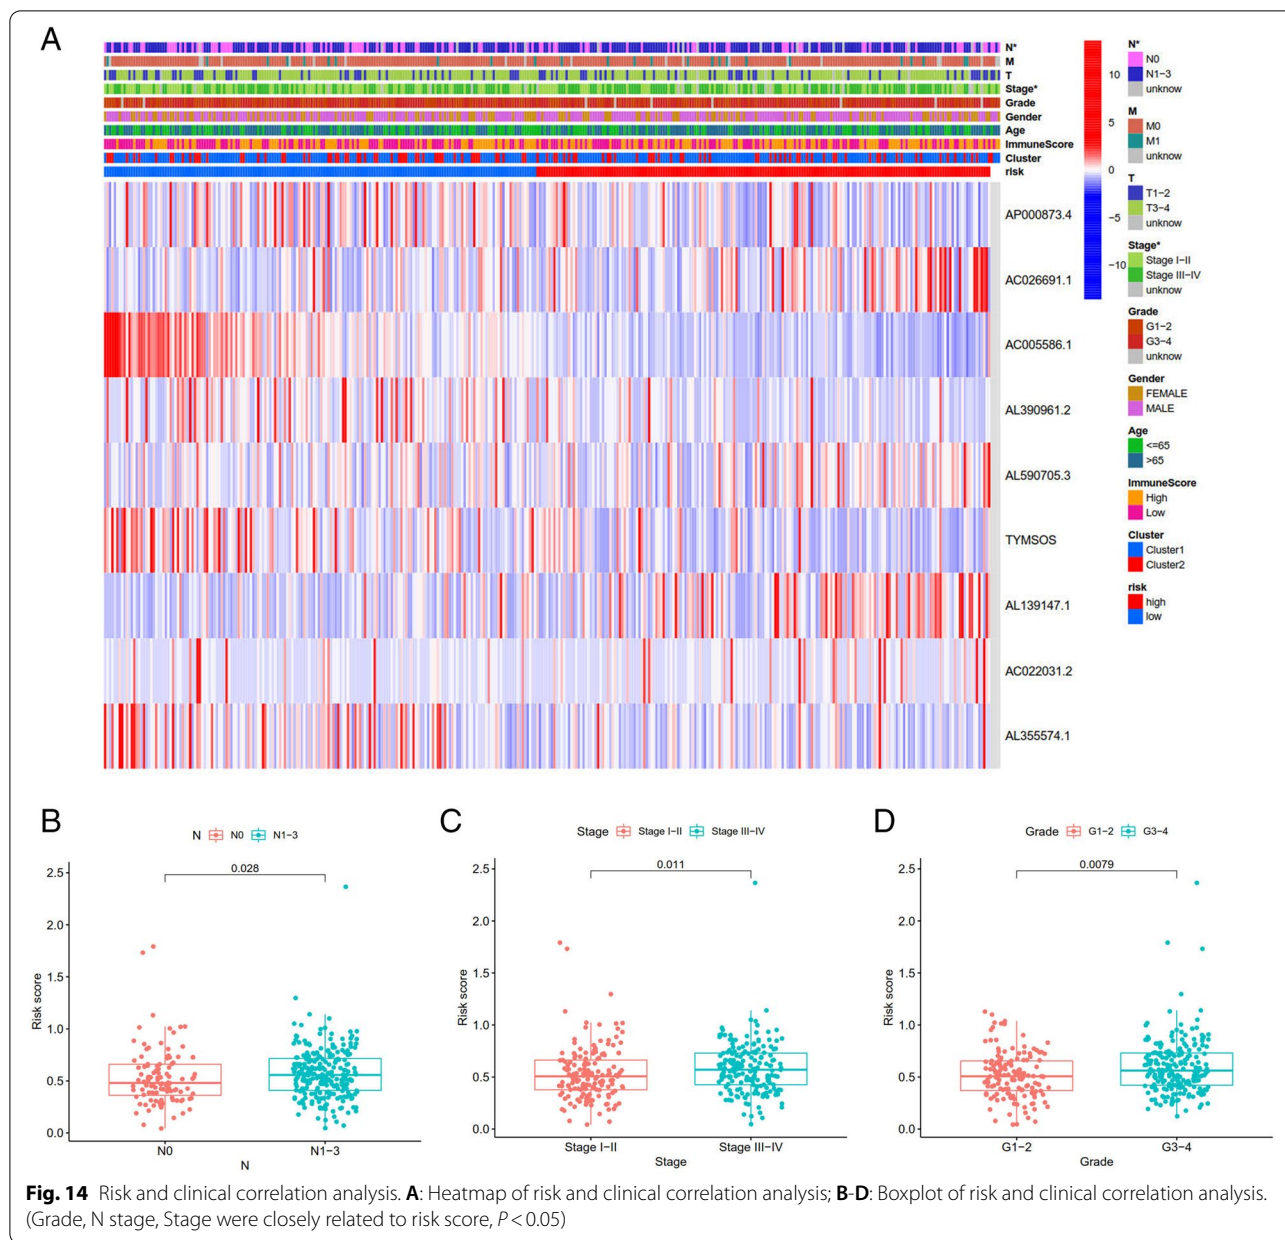 A
N*
M
T
Stage*
Grade
Gender
Age
ImmuneScore
Cluster
risk
AP000873.4
AC026691.1
AC005586.1
AL390961.2
AL590705.3
TYMSOS
AL139147.1
AC022031.2
AL355574.1
10
5
0
−5
−10
N*
N0
N1−3
unknow
M
M0
M1
unknow
T
T1−2
T3−4
unknow
Stage*
Stage I−II
Stage III−IV
unknow
Grade
G1−2
G3−4
unknow
Gender
FEMALE
MALE
Age
<=65
>65
ImmuneScore
High
Low
Cluster
Cluster1
Cluster2
risk
high
low
B
N N0 N1−3
0.028
2.5
2.0
1.5
1.0
0.5
0.0
Risk score
N0 N1−3
N
C
Stage Stage I−II Stage III−IV
0.011
2.5
2.0
1.5
1.0
0.5
0.0
Risk score
Stage I−II Stage III−IV
Stage
D
Grade G1−2 G3−4
0.0079
2.5
2.0
1.5
1.0
0.5
0.0
Risk score
G1−2 G3−4
Grade
Fig. 14 Risk and clinical correlation analysis. A: Heatmap of risk and clinical correlation analysis; B-D: Boxplot of risk and clinical correlation analysis.
(Grade, N stage, Stage were closely related to risk score, P < 0.05)